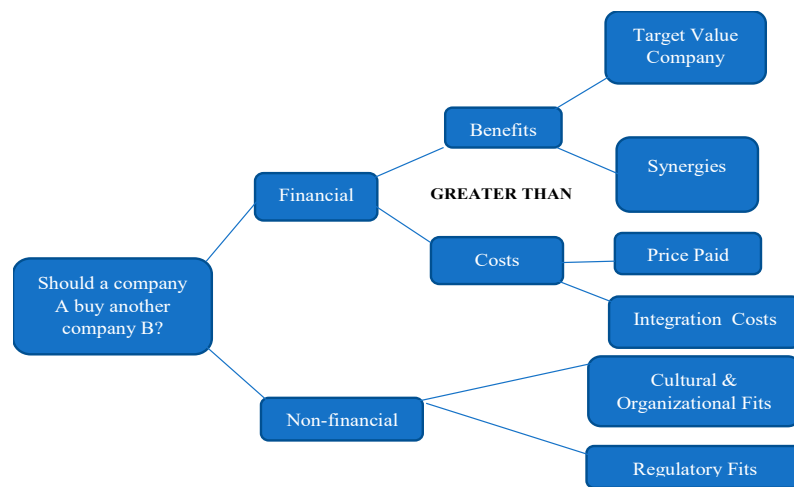 Target Value
Company
Benefits
Synergies
Financial
GREATER THAN
Costs
Price Paid
Should a company
A buy another
company B?
Integration Costs
Cultural &
Organizational Fits
Non-financial
Regulatory Fits